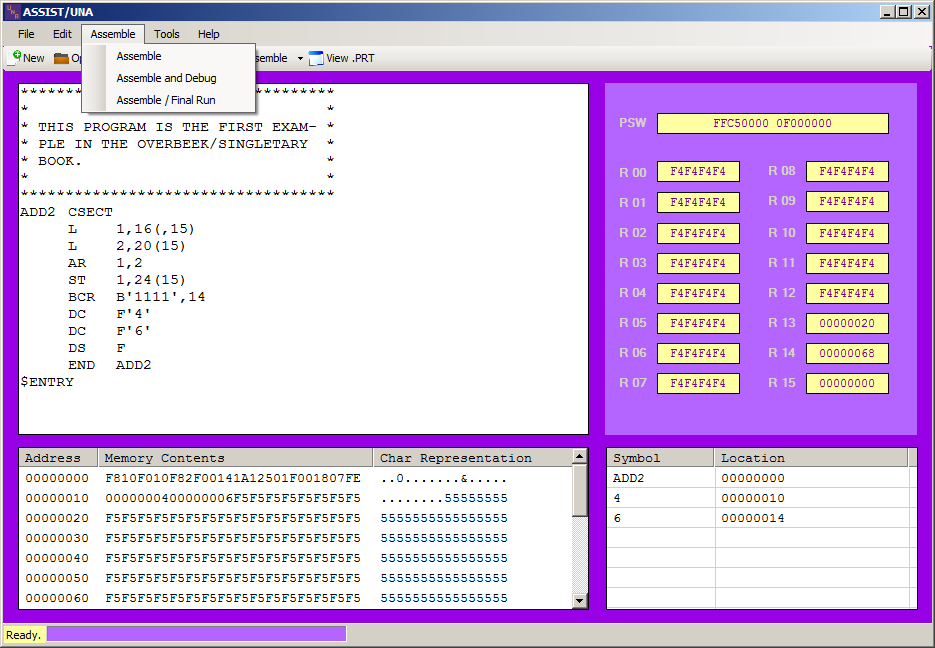 ASSIST/UNA
File Edit Assemble Tools Help
New
Assemble
Assemble and Debug
Assemble / Final Run
View .PRT
*
* THIS PROGRAM IS THE FIRST EXAM- *
* PLE IN THE OVERBEEK/SINGLETARY *
* BOOK. *
* *
**********************************
ADD2 CSECT
L 1,16(,15)
L 2,20(15)
AR 1,2
ST 1,24(15)
BCR B'1111',14
DC F'4'
DC F'6'
DS F
END ADD2
$ENTRY
PSW FFC50000 0F000000
R 00 F4F4F4F4 R 08 F4F4F4F4
R 01 F4F4F4F4 R 09 F4F4F4F4
R 02 F4F4F4F4 R 10 F4F4F4F4
R 03 F4F4F4F4 R 11 F4F4F4F4
R 04 F4F4F4F4 R 12 F4F4F4F4
R 05 F4F4F4F4 R 13 00000020
R 06 F4F4F4F4 R 14 00000068
R 07 F4F4F4F4 R 15 00000000
Address Memory Contents Char Representation
00000000 F810F010F82F00141A12501F001807FE ..0.......&.....
00000010 0000000400000006F5F5F5F5F5F5F5F5 ........55555555
00000020 F5F5F5F5F5F5F5F5F5F5F5F5F5F5F5F5 5555555555555555
00000030 F5F5F5F5F5F5F5F5F5F5F5F5F5F5F5F5 5555555555555555
00000040 F5F5F5F5F5F5F5F5F5F5F5F5F5F5F5F5 5555555555555555
00000050 F5F5F5F5F5F5F5F5F5F5F5F5F5F5F5F5 5555555555555555
00000060 F5F5F5F5F5F5F5F5F5F5F5F5F5F5F5F5 5555555555555555
Symbol Location
ADD2 00000000
4 00000010
6 00000014
Ready.